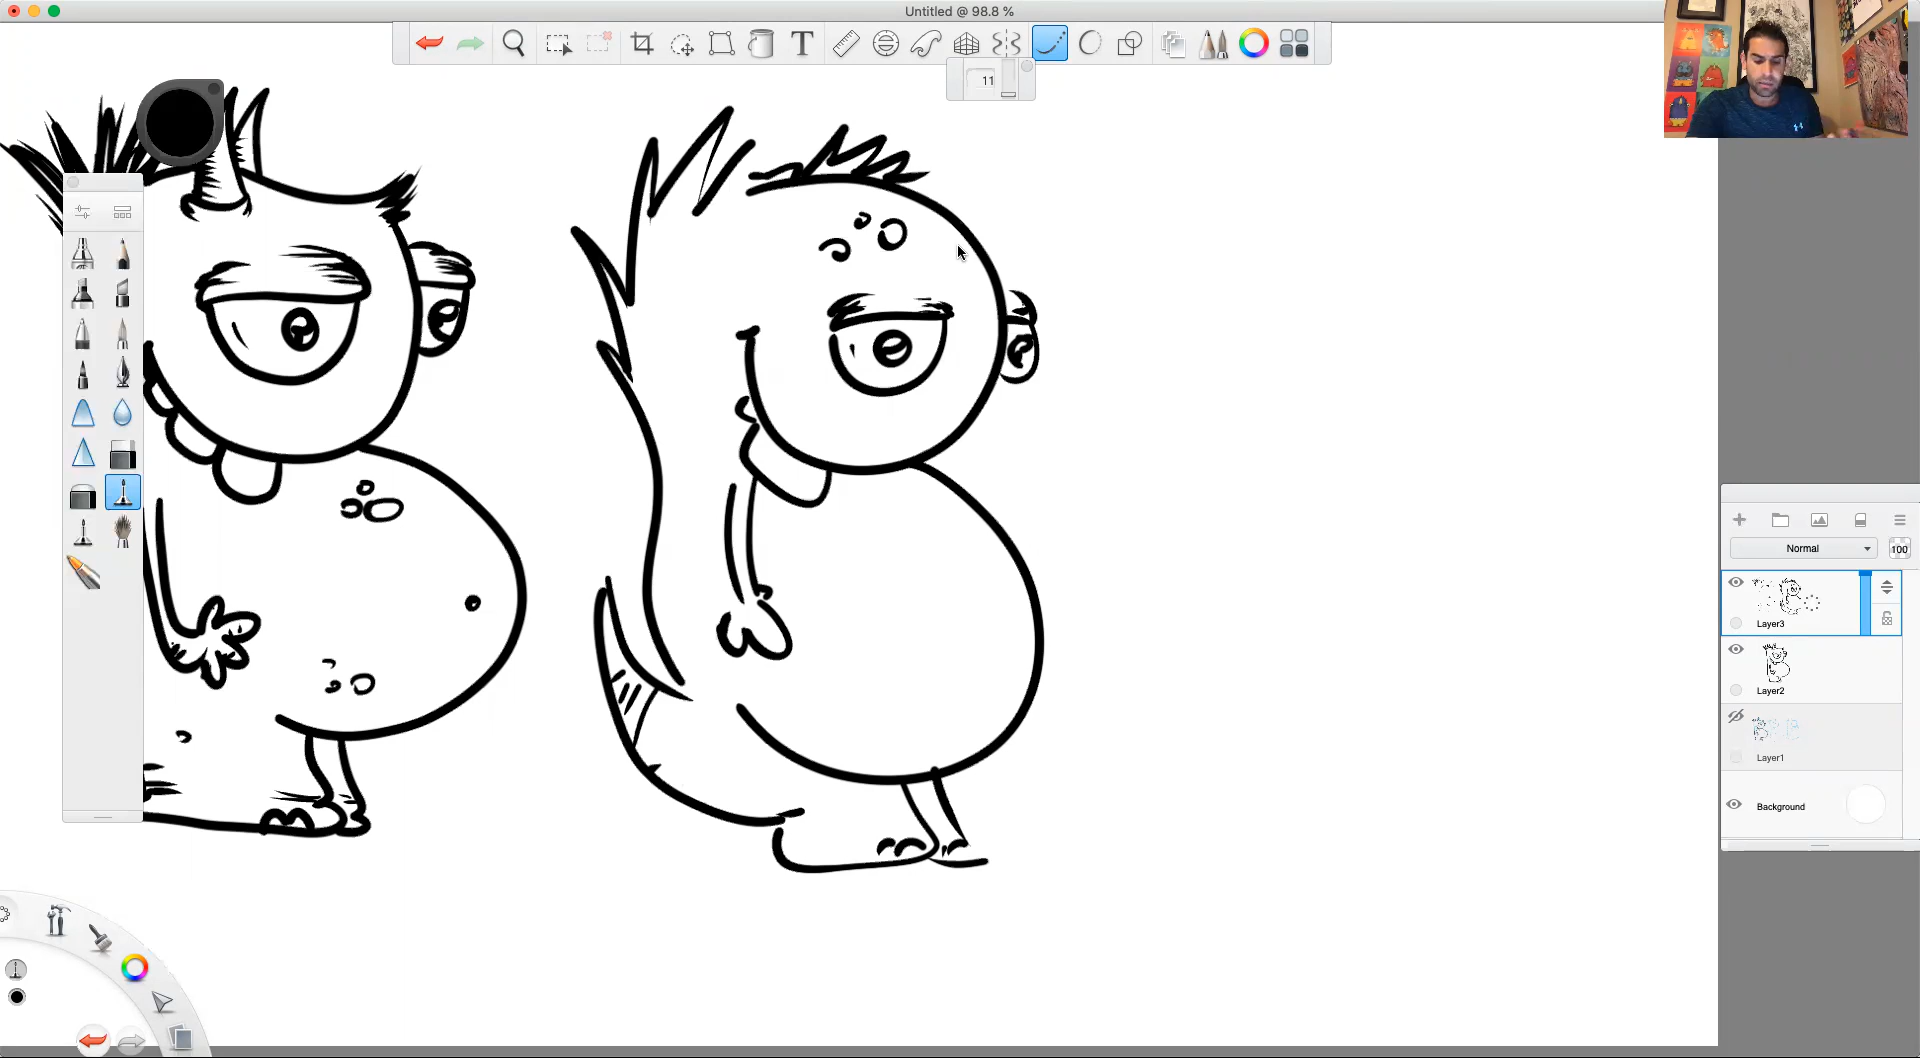 Untitled @ 98.8 %
T
11
Normal
100
Layer3
Layer2
Layer1
Background